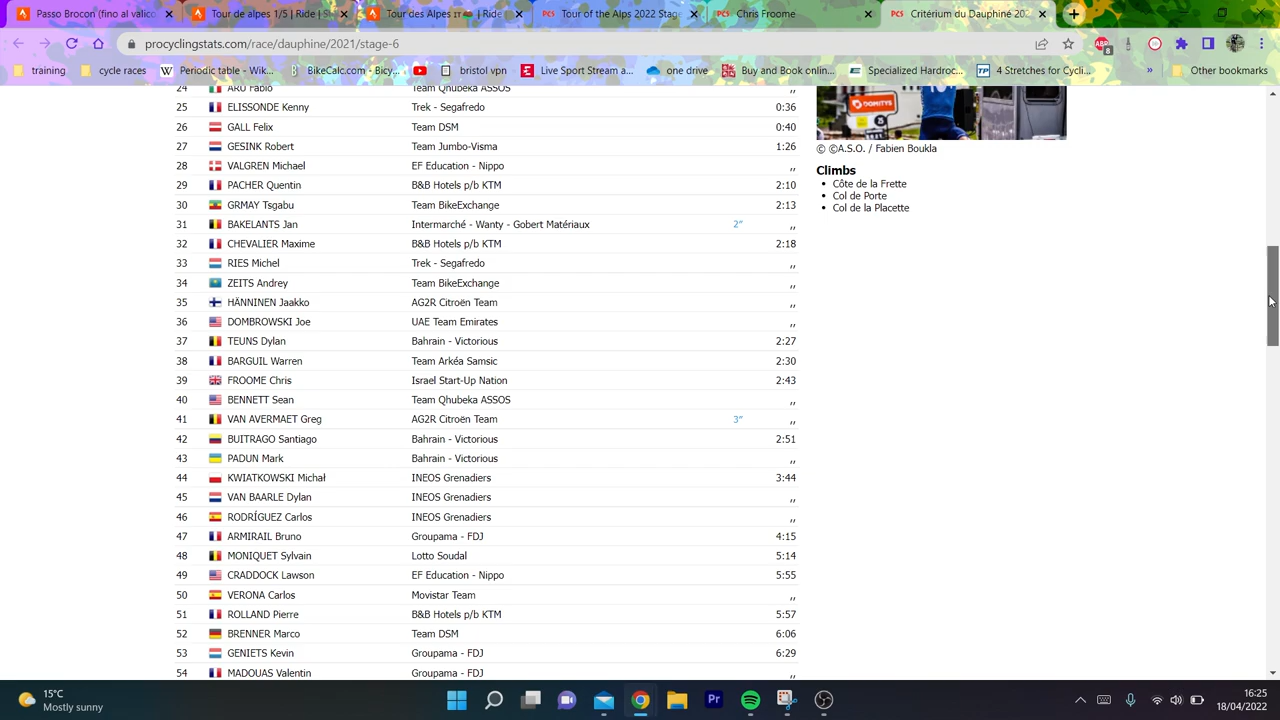 Passo Brocon (fino al valico
Tour de alpes 1/5 | Ride | S
Tour des Alpes IT | Ride
PCS Tour of the Alps 2022 Stage
PCS Chris Froome
PCS Critérium du Dauphiné 202
procyclingstats.com/race/dauphine/2021/stage-6
training
cycle races
W Periodic table - Wik...
BikeCalc.com - Bicy...
bristol vpn
Live Sport Stream a...
one drive
Buy and Book onlin...
Specialized Hardroc...
TP 4 Stretches for Cycli...
»
Other bookmarks
24 ARU Fabio Team Qhubeka ASSOS ,,
25 ELISSONDE Kenny Trek - Segafredo 0:36
26 GALL Felix Team DSM 0:40
27 GESINK Robert Team Jumbo-Visma 1:26
28 VALGREN Michael EF Education - Nippo ,,
29 PACHER Quentin B&B Hotels p/b KTM 2:10
30 GRMAY Tsgabu Team BikeExchange 2:13
31 BAKELANTS Jan Intermarché - Wanty - Gobert Matériaux 2″ ,,
32 CHEVALIER Maxime B&B Hotels p/b KTM 2:18
33 RIES Michel Trek - Segafredo ,,
34 ZEITS Andrey Team BikeExchange ,,
35 HÄNNINEN Jaakko AG2R Citroën Team ,,
36 DOMBROWSKI Joe UAE Team Emirates ,,
37 TEUNS Dylan Bahrain - Victorious 2:27
38 BARGUIL Warren Team Arkéa Samsic 2:30
39 FROOME Chris Israel Start-Up Nation 2:43
40 BENNETT Sean Team Qhubeka ASSOS ,,
41 VAN AVERMAET Greg AG2R Citroën Team 3″ ,,
42 BUITRAGO Santiago Bahrain - Victorious 2:51
43 PADUN Mark Bahrain - Victorious ,,
44 KWIATKOWSKI Michał INEOS Grenadiers 3:44
45 VAN BAARLE Dylan INEOS Grenadiers ,,
46 RODRÍGUEZ Carlos INEOS Grenadiers ,,
47 ARMIRAIL Bruno Groupama - FDJ 4:15
48 MONIQUET Sylvain Lotto Soudal 5:14
49 CRADDOCK Lawson EF Education - Nippo 5:55
50 VERONA Carlos Movistar Team ,,
51 ROLLAND Pierre B&B Hotels p/b KTM 5:57
52 BRENNER Marco Team DSM 6:06
53 GENIETS Kevin Groupama - FDJ 6:29
54 MADOUAS Valentin Groupama - FDJ ,,
DOMITYS
© ©A.S.O. / Fabien Boukla
Climbs
• Côte de la Frette
• Col de Porte
• Col de la Placette
15°C
Mostly sunny
Pr
16:25
18/04/2022